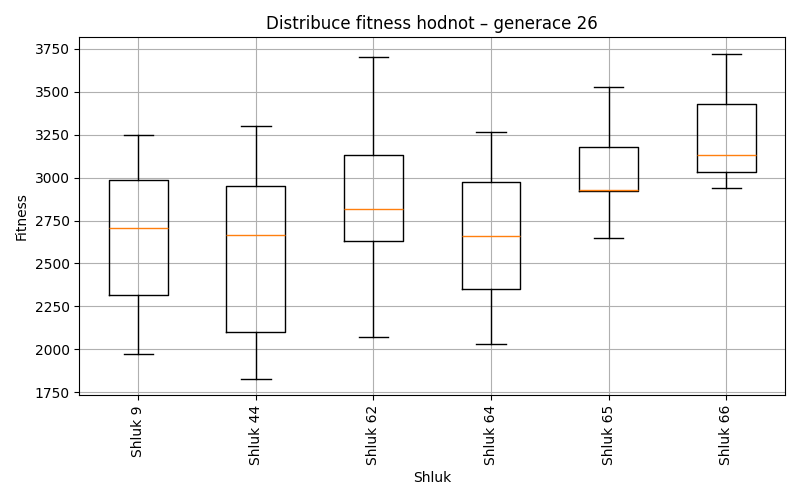 Distribuce fitness hodnot – generace 26
Fitness
3750
3500
3250
3000
2750
2500
2250
2000
1750
Shluk 9
Shluk 44
Shluk 62
Shluk 64
Shluk 65
Shluk 66
Shluk